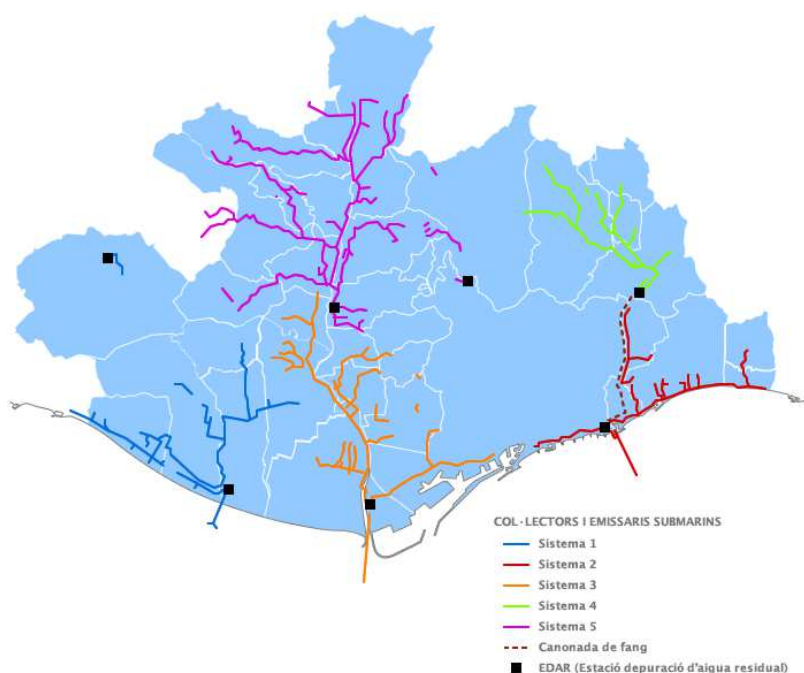 COL·LECTORS I EMISSARIS SUBMARINS
Sistema 1
Sistema 2
Sistema 3
Sistema 4
Sistema 5
Canonada de fang
EDAR (Estació depuració d'aigua residual)